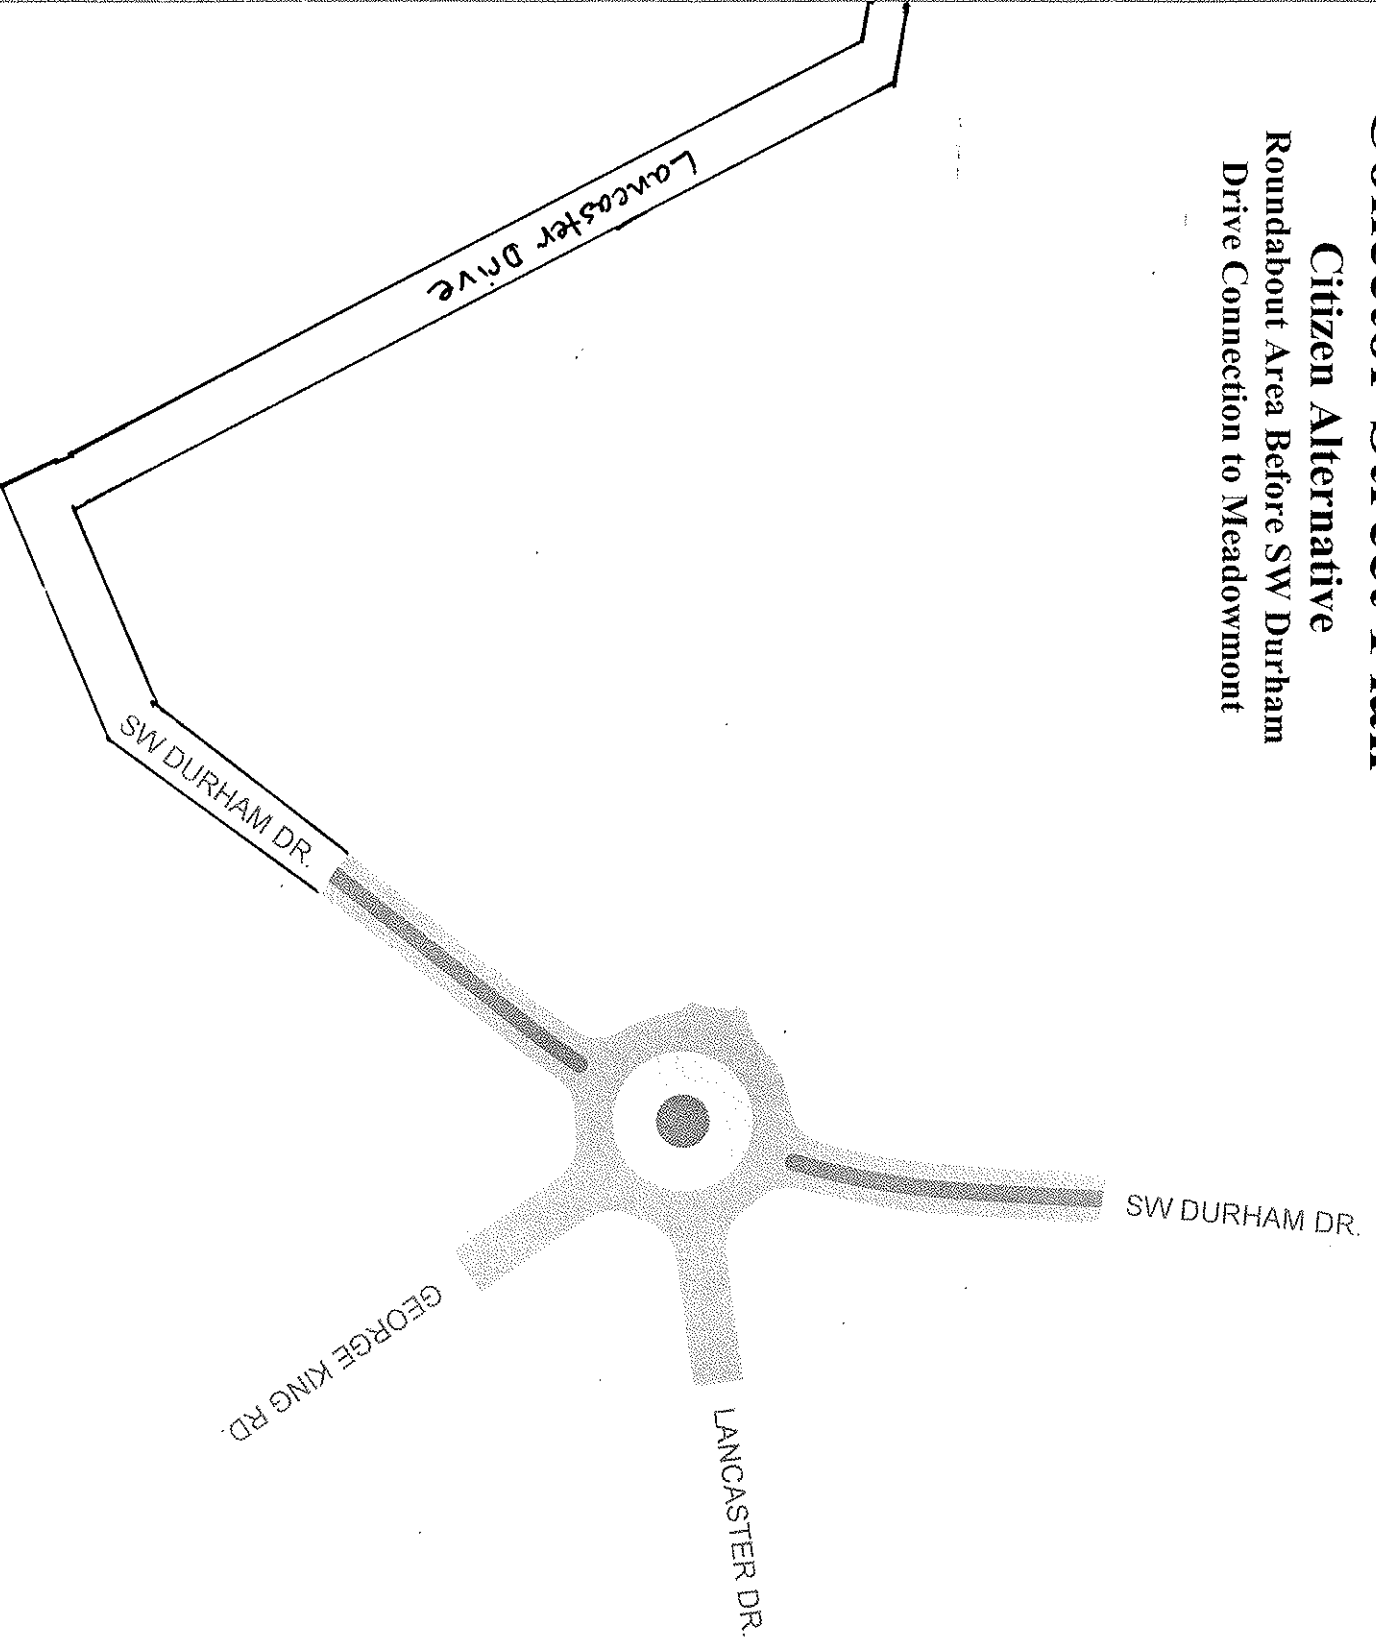 Citizen Alternative
Roundabout Area Before SW Durham
Drive Connection to Meadowmont
Lancaster Drive
SW DURHAM DR.
SW DURHAM DR.
GEORGE KING RD.
LANCASTER DR.